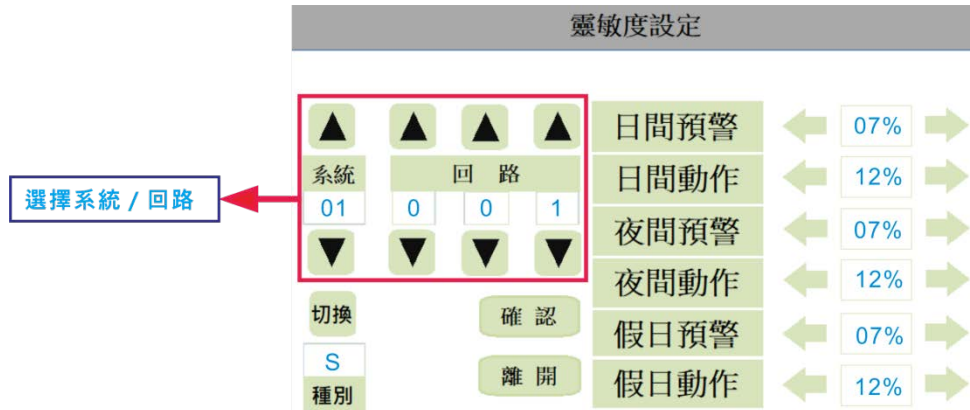 靈敏度設定
選擇系統 / 回路
系統
回 路
01
0
0
1
切換
S
種別
確 認
離 開
日間預警
07%
日間動作
12%
夜間預警
07%
夜間動作
12%
假日預警
07%
假日動作
12%